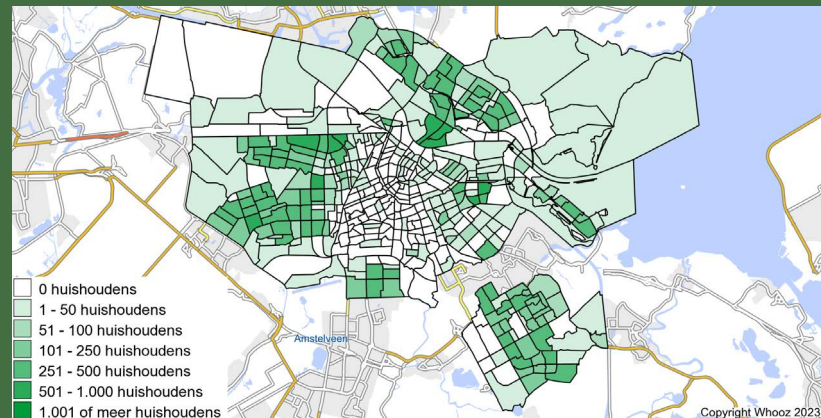 0 huishoudens
1 - 50 huishoudens
51 - 100 huishoudens
101 - 250 huishoudens
251 - 500 huishoudens
501 - 1.000 huishoudens
1.001 of meer huishoudens
Amstelveen
Copyright Whooz 2023